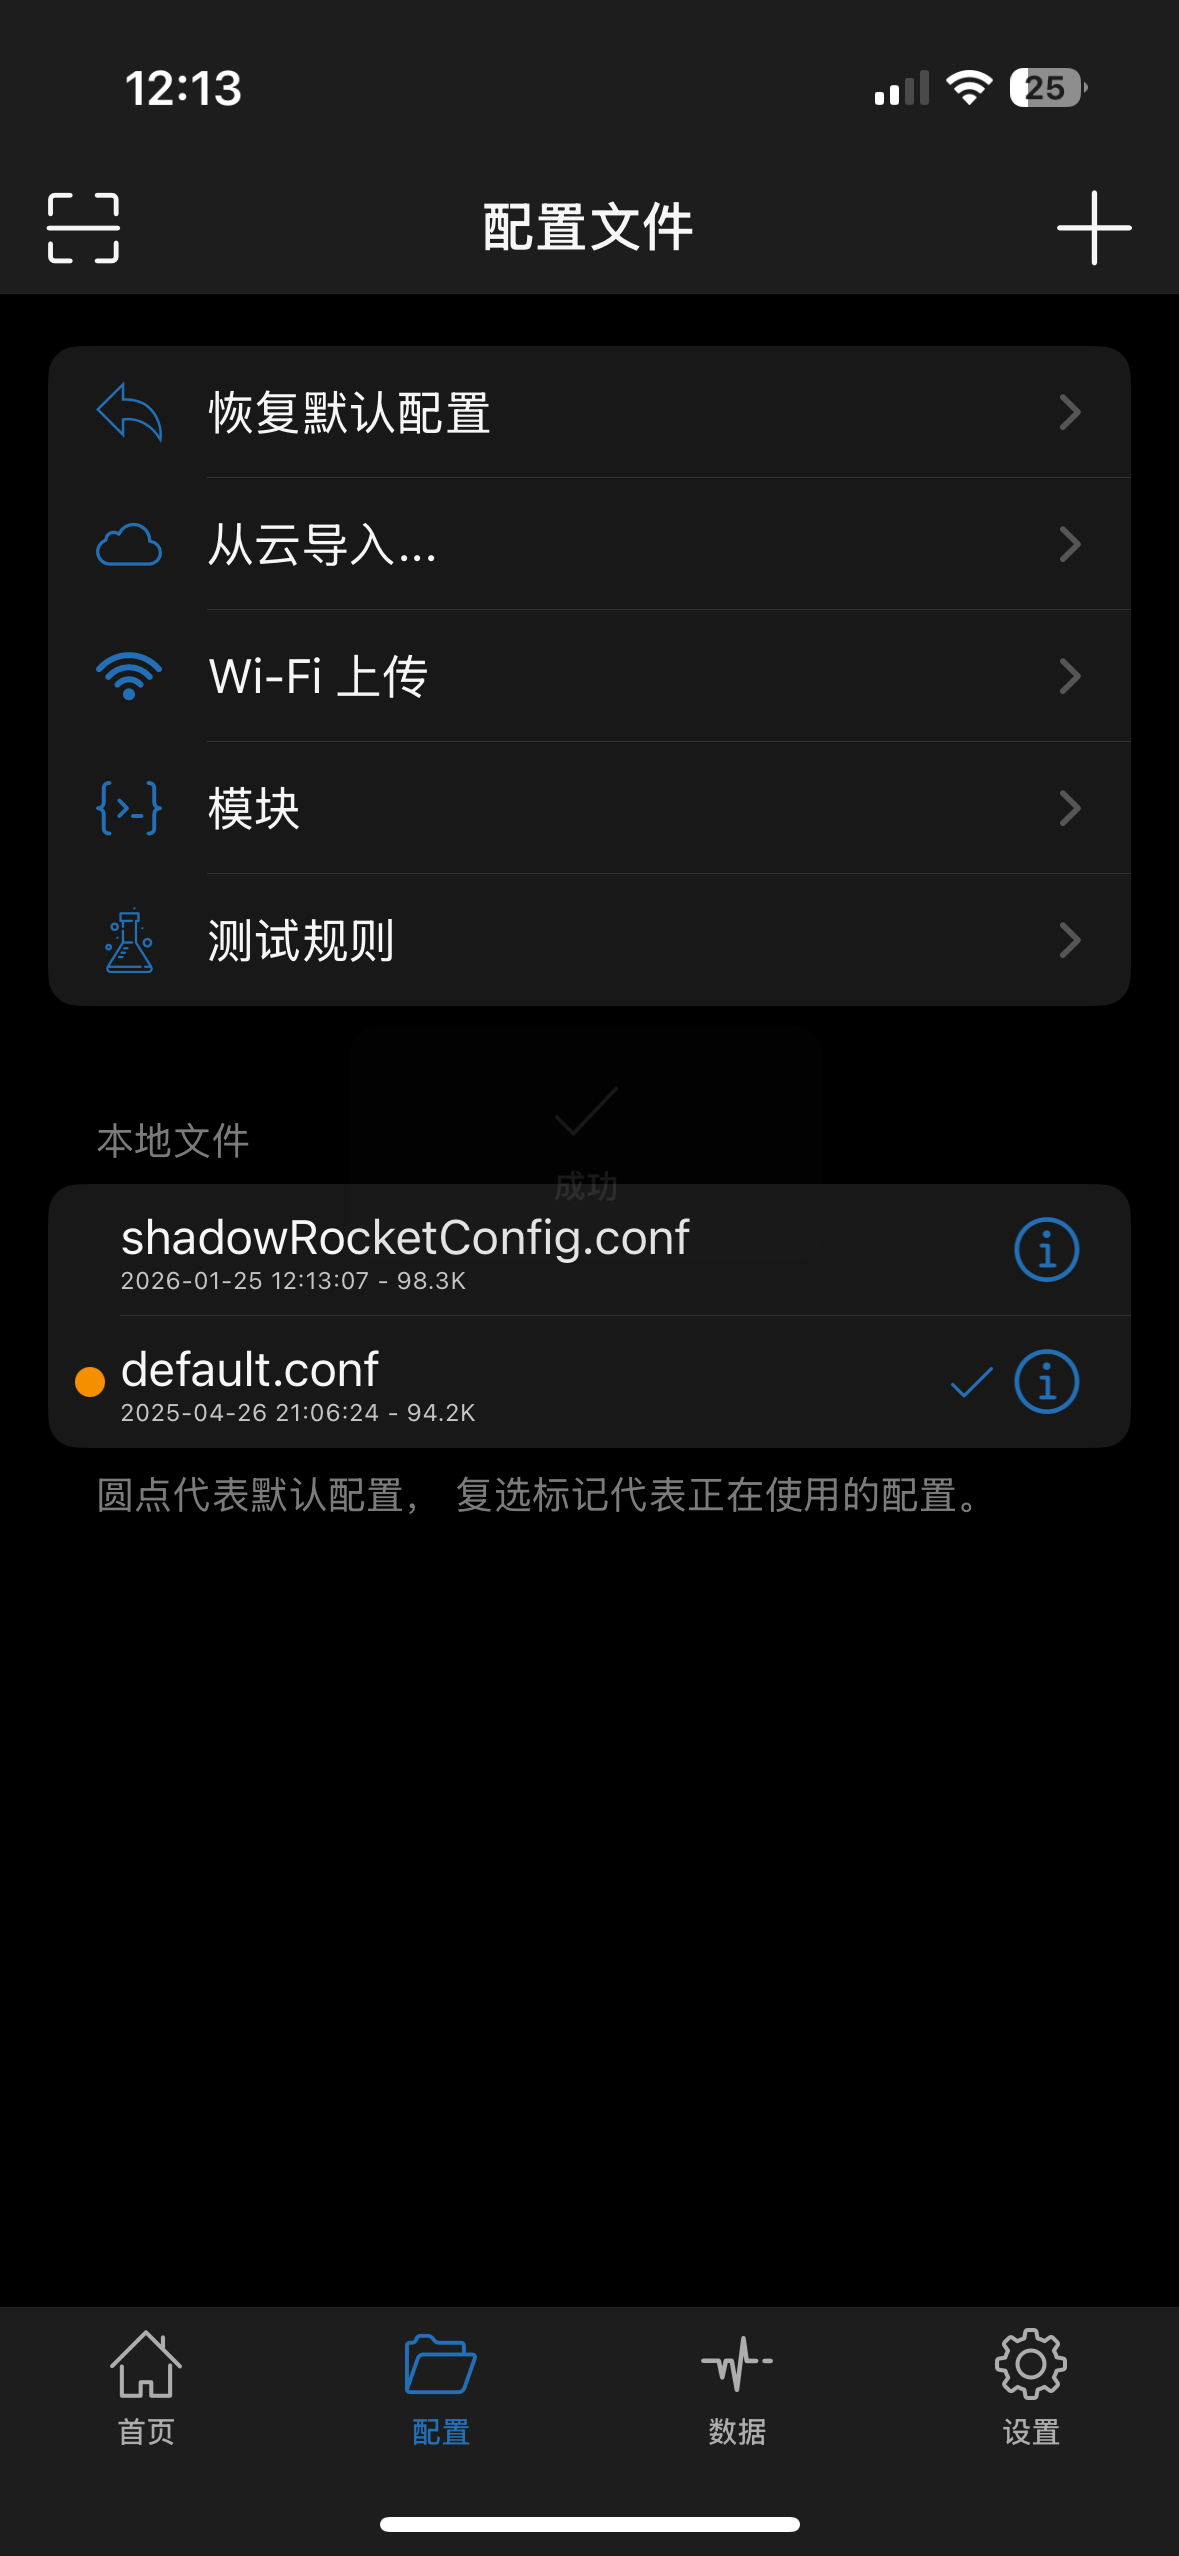 12:13
25
配置文件
恢复默认配置
从云导入...
Wi-Fi 上传
模块
测试规则
成功
本地文件
shadowRocketConfig.conf
2026-01-25 12:13:07 - 98.3K
default.conf
2025-04-26 21:06:24 - 94.2K
圆点代表默认配置， 复选标记代表正在使用的配置。
首页
配置
数据
设置